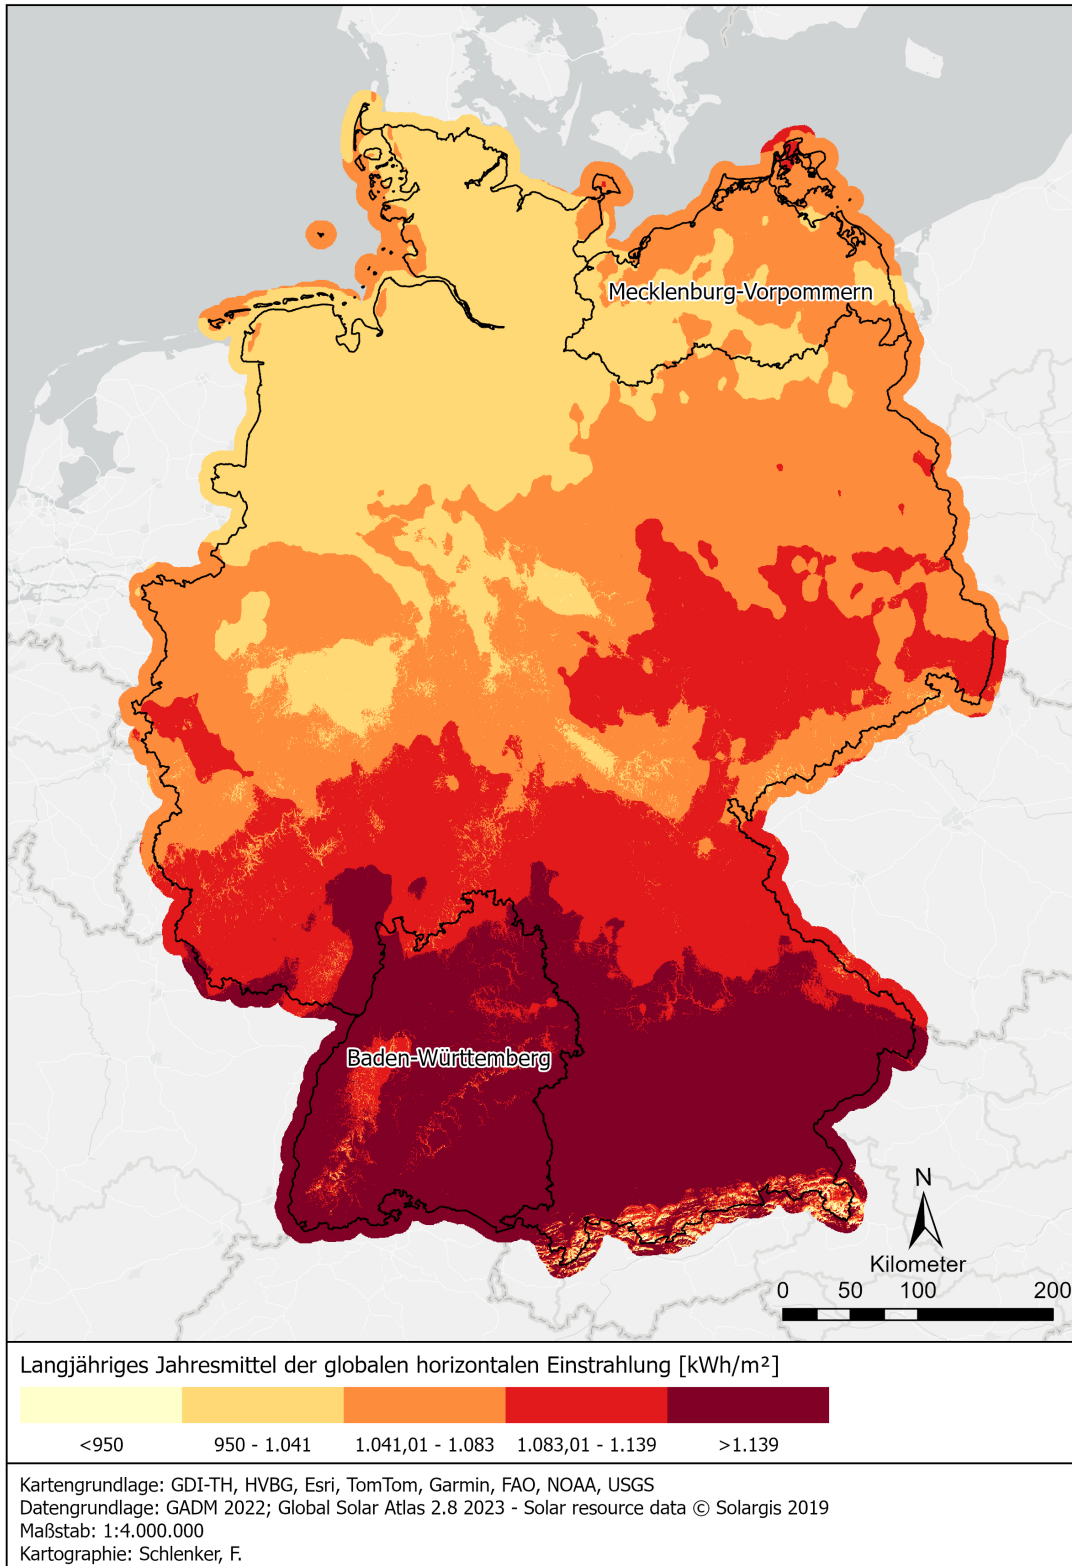 Mecklenburg-Vorpommern
Baden-Württemberg
N
Kilometer
0 50 100 200
Langjähriges Jahresmittel der globalen horizontalen Einstrahlung [kWh/m²]
<950 950 - 1.041 1.041,01 - 1.083 1.083,01 - 1.139 >1.139
Kartengrundlage: GDI-TH, HVBG, Esri, TomTom, Garmin, FAO, NOAA, USGS
Datengrundlage: GADM 2022; Global Solar Atlas 2.8 2023 - Solar resource data © Solargis 2019
Maßstab: 1:4.000.000
Kartographie: Schlenker, F.